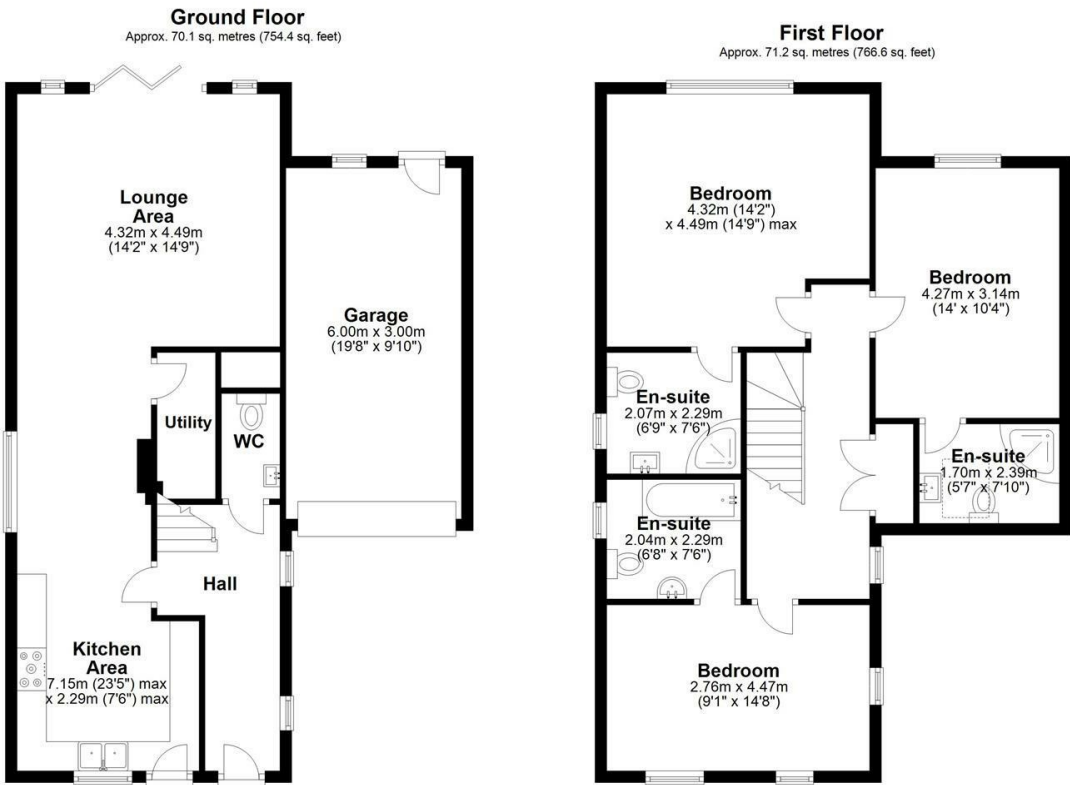 Ground Floor
Approx. 70.1 sq. metres (754.4 sq. feet)
Lounge
Area
4.32m x 4.49m
(14'2" x 14'9")
Garage
6.00m x 3.00m
(19'8" x 9'10")
Utility
WC
Hall
Kitchen
Area
7.15m (23'5") max
x 2.29m (7'6") max
First Floor
Approx. 71.2 sq. metres (766.6 sq. feet)
Bedroom
4.32m (14'2")
x 4.49m (14'9") max
Bedroom
4.27m x 3.14m
(14' x 10'4")
En-suite
2.07m x 2.29m
(6'9" x 7'6")
En-suite
1.70m x 2.39m
(5'7" x 7'10")
En-suite
2.04m x 2.29m
(6'8" x 7'6")
Bedroom
2.76m x 4.47m
(9'1" x 14'8")